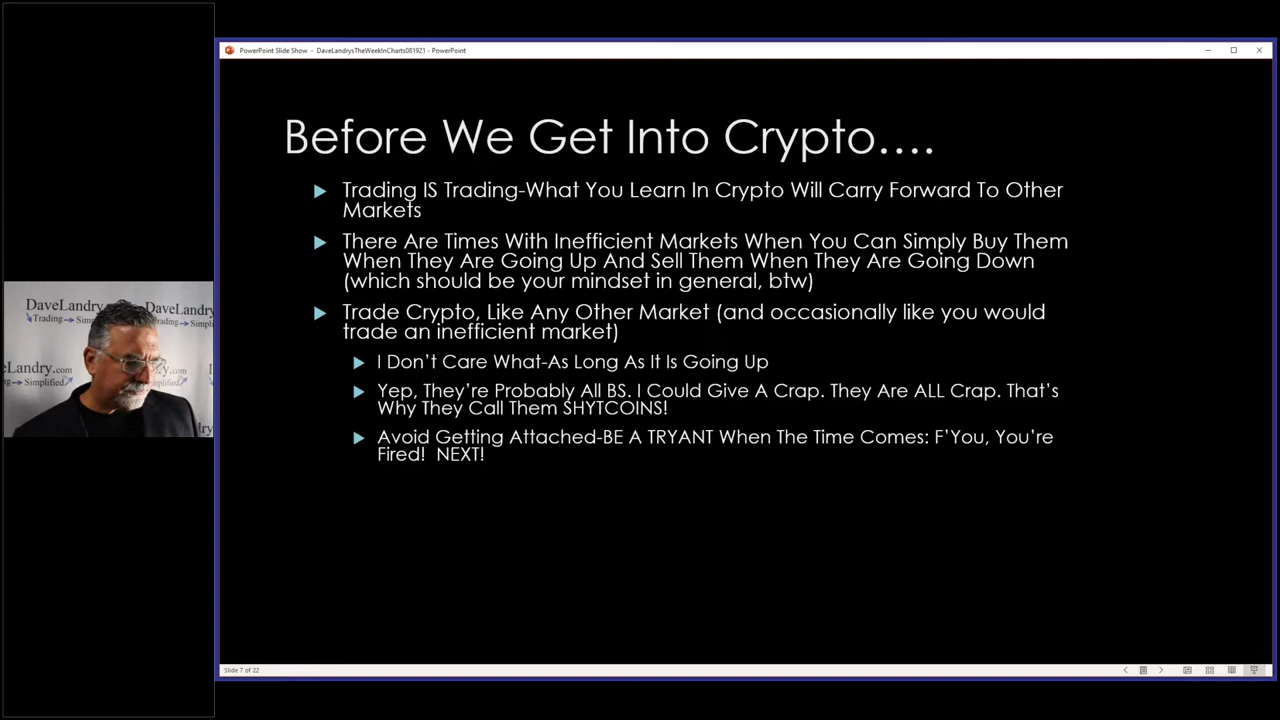 PowerPoint Slide Show - DaveLandrysTheWeekInCharts081921 - PowerPoint
Before We Get Into Crypto....
Trading IS Trading-What You Learn In Crypto Will Carry Forward To Other
Markets
There Are Times With Inefficient Markets When You Can Simply Buy Them
When They Are Going Up And Sell Them When They Are Going Down
(which should be your mindset in general, btw)
Trade Crypto, Like Any Other Market (and occasionally like you would
trade an inefficient market)
I Don't Care What-As Long As It Is Going Up
Yep, They're Probably All BS. I Could Give A Crap. They Are ALL Crap. That's
Why They Call Them SHYTCOINS!
Avoid Getting Attached-BE A TRYANT When The Time Comes: F'You, You're
Fired! NEXT!
DaveLandry
DaveLandry.com
Trading
Trading Simpli
eLandry.com
Simplified
Slide 7 of 22